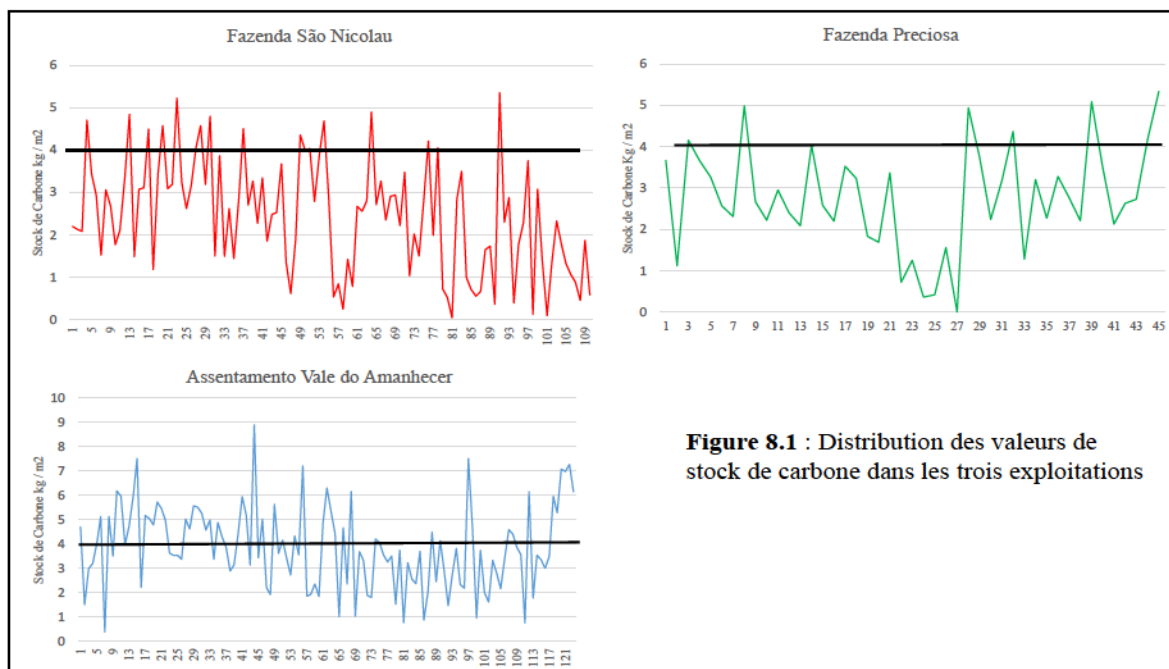 Fazenda São Nicolau
Stock de Carbone kg / m2
6
5
4
3
2
1
0
1 5 9 13 17 21 25 29 33 37 41 45 49 53 57 61 65 69 73 77 81 85 89 93 97 101 105 109
Fazenda Preciosa
Stock de Carbone Kg / m2
6
5
4
3
2
1
0
1 3 5 7 9 11 13 15 17 19 21 23 25 27 29 31 33 35 37 39 41 43 45
Assentamento Vale do Amanhecer
Stock de Carbone kg / m2
10
9
8
7
6
5
4
3
2
1
0
1 5 9 13 17 21 25 29 33 37 41 45 49 53 57 61 65 69 73 77 81 85 89 93 97 101 105 109 113 117 121
Figure 8.1 : Distribution des valeurs de
stock de carbone dans les trois exploitations